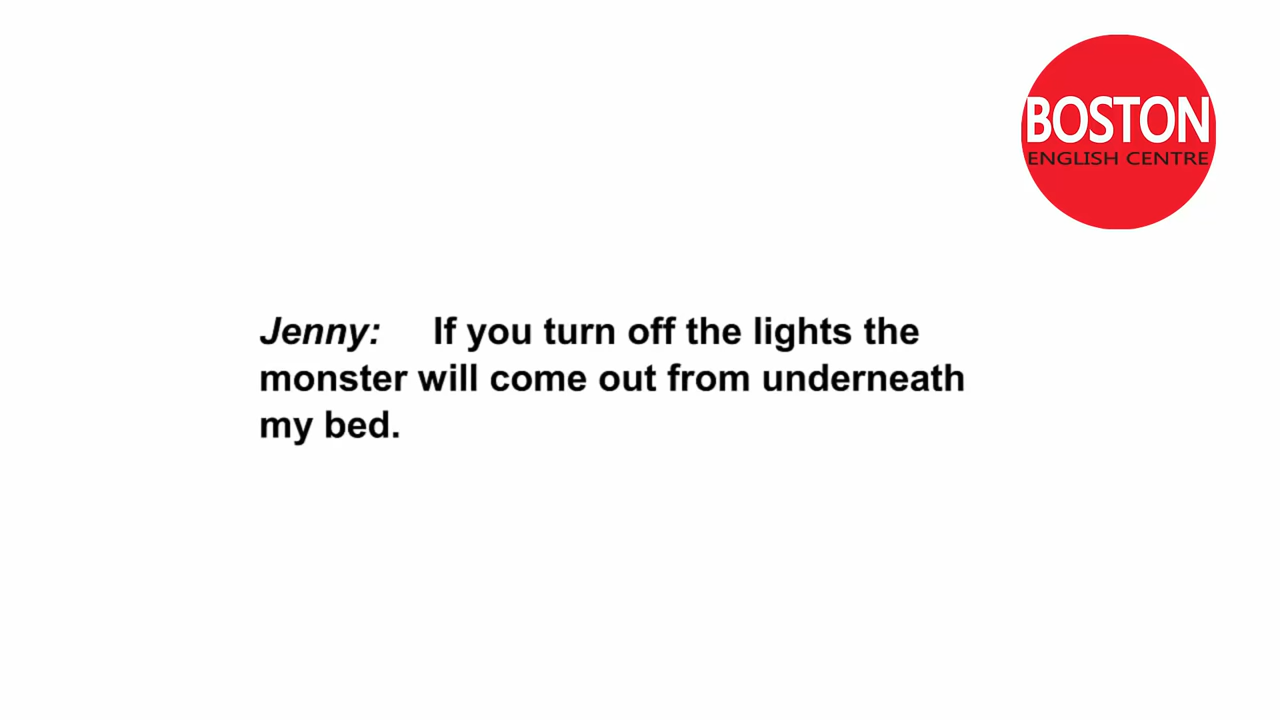 BOSTON
ENGLISH CENTRE
Jenny: If you turn off the lights the
monster will come out from underneath
my bed.